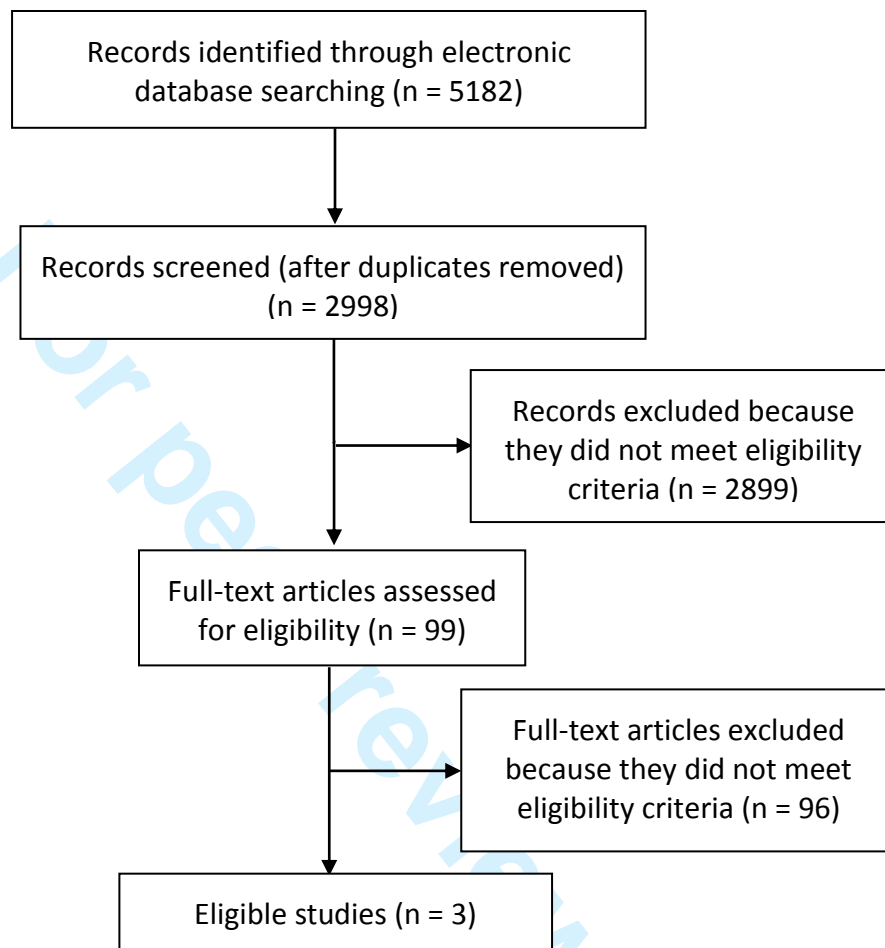 Records identified through electronic
database searching (n = 5182)
Records screened (after duplicates removed)
(n = 2998)
Records excluded because
they did not meet eligibility
criteria (n = 2899)
Full-text articles assessed
for eligibility (n = 99)
Full-text articles excluded
because they did not meet
eligibility criteria (n = 96)
Eligible studies (n = 3)